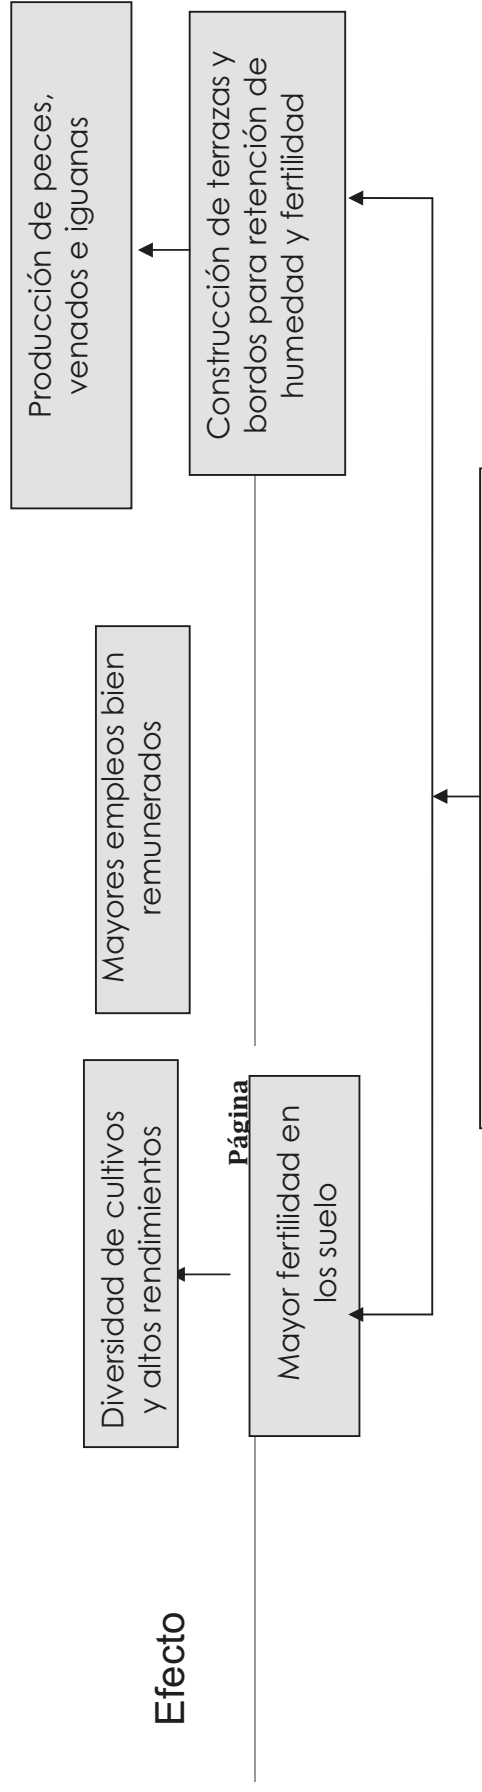 Efecto
Diversidad de cultivos
y altos rendimientos
Mayores empleos bien
remunerados
Producción de peces,
venados e iguanas
Página
Mayor fertilidad en
los suelo
Construcción de terrazas y
bordos para retención de
humedad y fertilidad